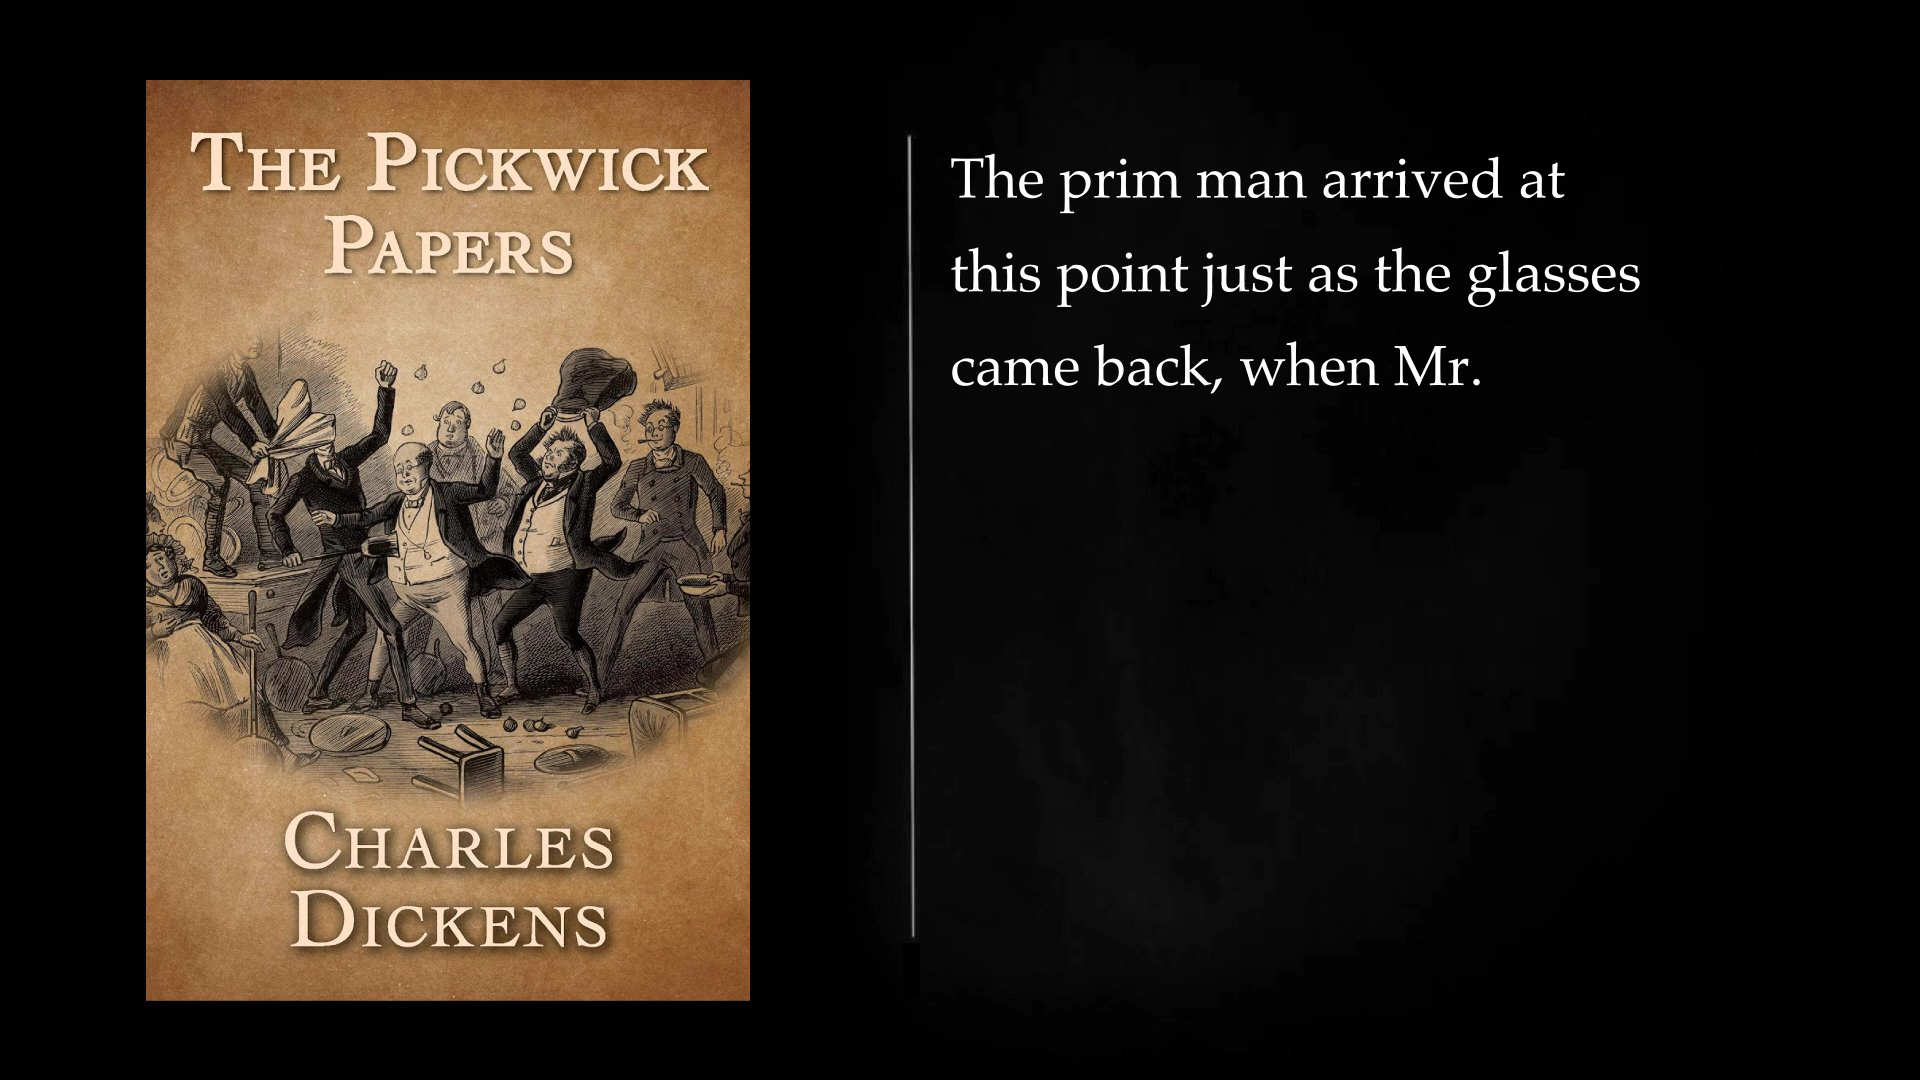 The Pickwick
Papers
Charles
Dickens
The prim man arrived at
this point just as the glasses
came back, when Mr.